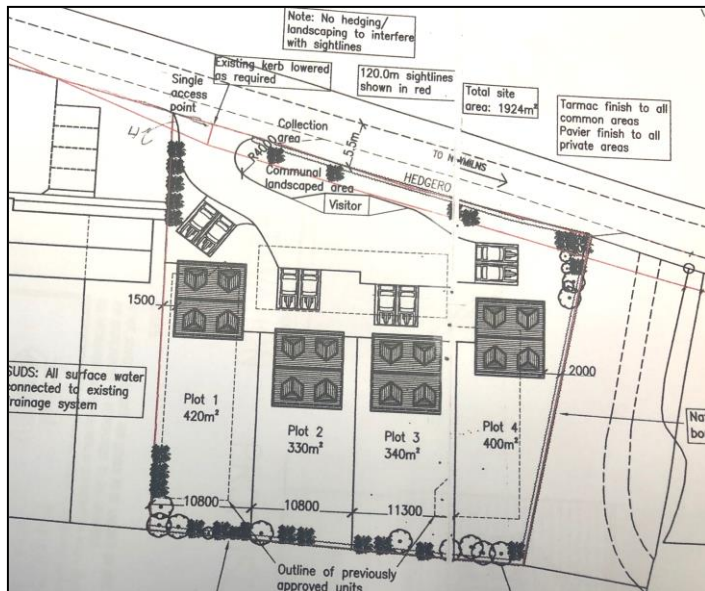 Note: No hedging/
landscaping to interfere
with sightlines
Existing kerb lowered
as required
Single
access
point
120.0m sightlines
shown in red
Total site
area: 1924m²
Tarmac finish to all
common areas
Pavier finish to all
private areas
Collection
area
5.5m
TO
HEDGERO
Communal
landscaped area
Visitor
1500
2000
SUDS: All surface water
connected to existing
drainage system
Plot 1
420m²
Plot 2
330m²
Plot 3
340m²
Plot 4
400m²
Nat
bou
10800
10800
11300
Outline of previously
approved units